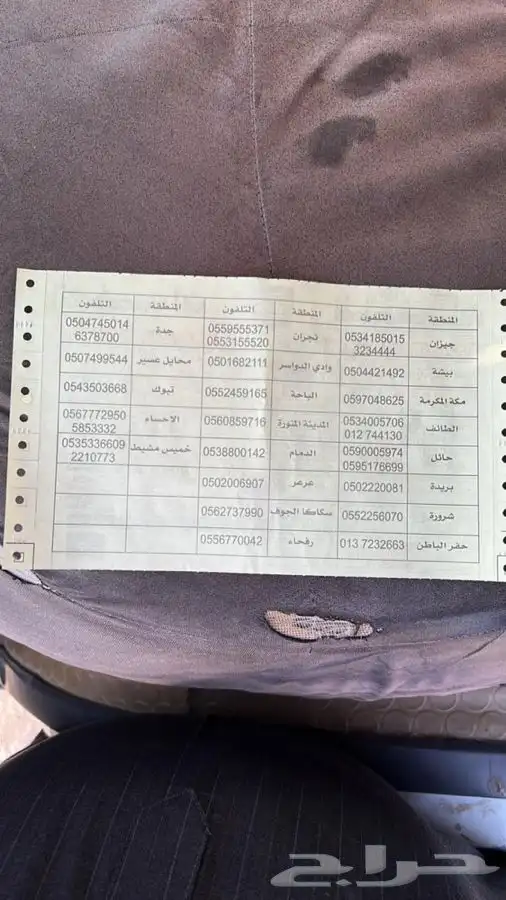 المنطقة التلفون المنطقة التلفون المنطقة التلفون
جيزان 0534185015 3234444 نجران 0559555371 0553155520 جدة 0504745014 6378700
بيشة 0504421492 وادي الدواسر 0501682111 محايل عسير 0507499544
مكة المكرمة 0597048625 الباحة 0552459165 تبوك 0543503668
الطائف 0534005706 012 744130 المدينة المنورة 0560859716 الاحساء 0567772950 5853332
حائل 0590005974 0595176699 الدمام 0538800142 خميس مشيط 0535336609 2210773
بريدة 0502220081 عرعر 0502006907
شرورة 0552256070 سكاكا الجوف 0562737990
حفر الباطن 013 7232663 رفحاء 0556770042
حراج